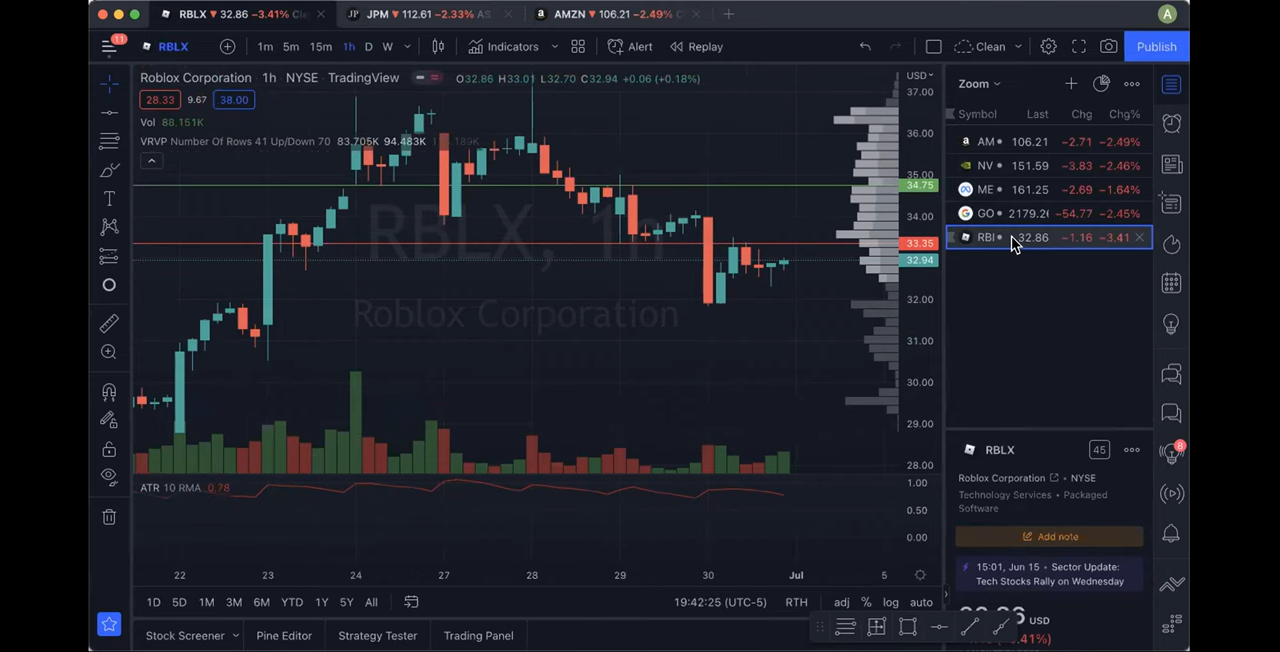 RBLX ▼ 32.86 −3.41%
JPM ▼ 112.61 −2.33% AS
AMZN ▼ 106.21 −2.49%
A
11
RBLX
1m 5m 15m 1h D W
Indicators
Alert
Replay
Clean
Publish
Roblox Corporation · 1h · NYSE · TradingView
O32.86 H33.01 L32.70 C32.94 +0.06 (+0.18%)
28.33 9.67 38.00
Vol 88.151K
VRVP Number Of Rows 41 Up/Down 70 83.705K 94.483K
RBLX, 1h
Roblox Corporation
USD
37.00
36.00
35.00
34.75
34.00
33.35
32.94
32.00
31.00
30.00
29.00
28.00
ATR 10 RMA 0.78
1.00
0.50
0.00
22 23 24 27 28 29 30 Jul 5
1D 5D 1M 3M 6M YTD 1Y 5Y All
19:42:25 (UTC-5) RTH adj % log auto
Stock Screener
Pine Editor
Strategy Tester
Trading Panel
Zoom
Symbol Last Chg Chg%
AM 106.21 −2.71 −2.49%
NV 151.59 −3.83 −2.46%
ME 161.25 −2.69 −1.64%
GO 2179.26 −54.77 −2.45%
RBI 32.86 −1.16 −3.41
RBLX
45
Roblox Corporation · NYSE
Technology Services · Packaged
Software
Add note
15:01, Jun 15 · Sector Update:
Tech Stocks Rally on Wednesday
USD
8